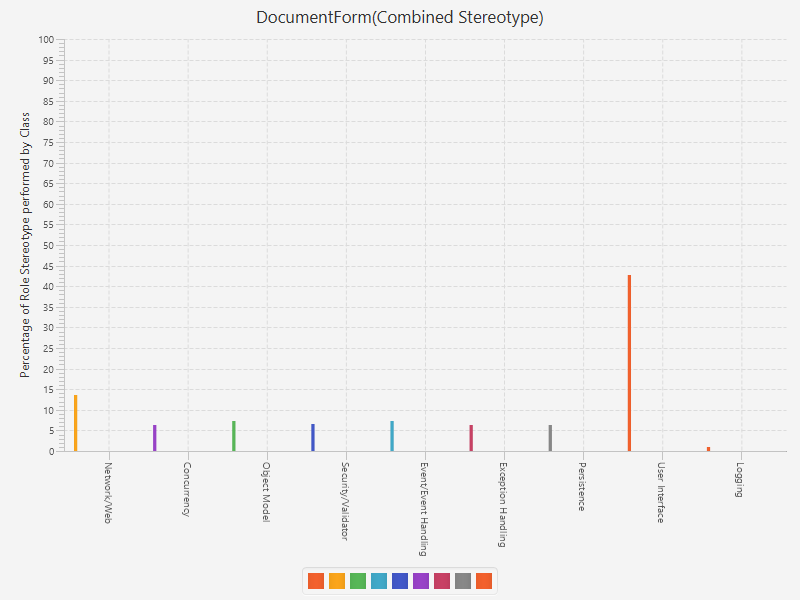 DocumentForm(Combined Stereotype)
Percentage of Role Stereotype performed by Class
100
95
90
85
80
75
70
65
60
55
50
45
40
35
30
25
20
15
10
5
0
Network/Web
Concurrency
Object Model
Security/Validator
Event/Event Handling
Exception Handling
Persistence
User Interface
Logging